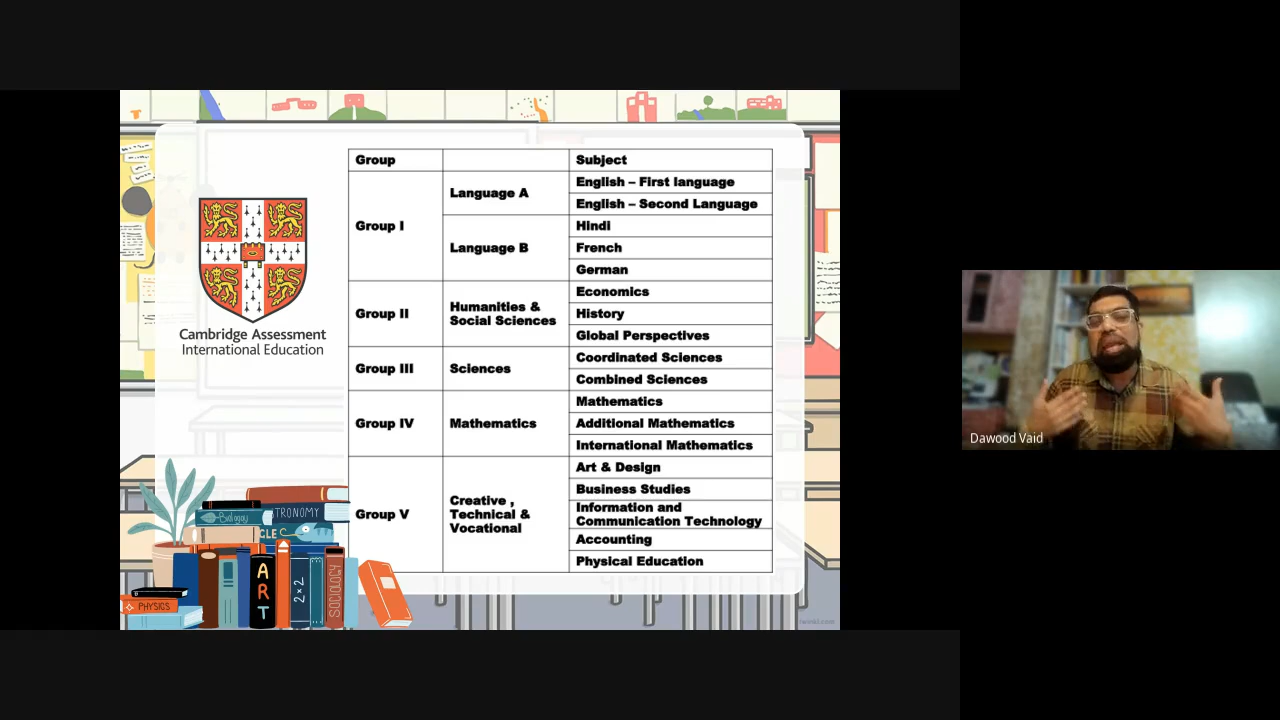 Group Subject
Group I Language A English – First language
English – Second Language
Language B Hindi
French
German
Group II Humanities & Social Sciences Economics
History
Global Perspectives
Group III Sciences Coordinated Sciences
Combined Sciences
Group IV Mathematics Mathematics
Additional Mathematics
International Mathematics
Group V Creative , Technical & Vocational Art & Design
Business Studies
Information and Communication Technology
Accounting
Physical Education
Cambridge Assessment
International Education
TRONOMY
Biology
CLE
ART
2×2
SOCIOLOGY
PHYSICS
Dawood Vaid